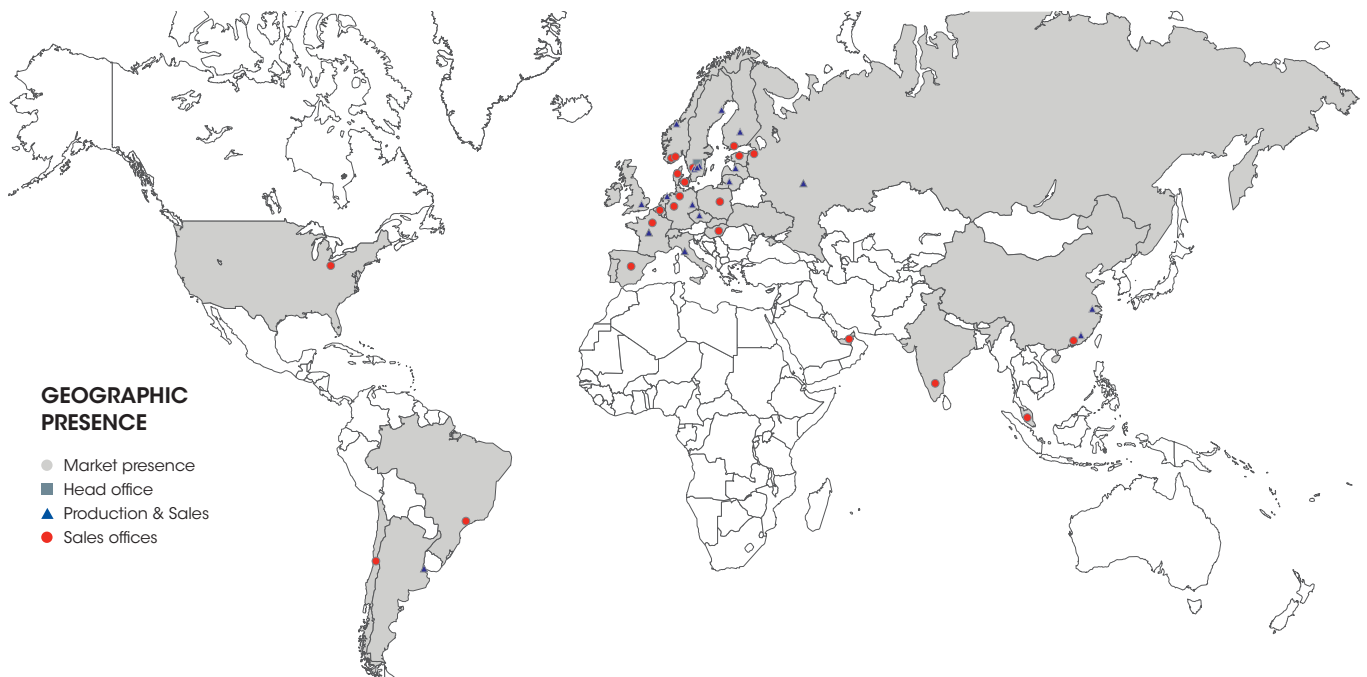 GEOGRAPHIC
PRESENCE
Market presence
Head office
Production & Sales
Sales offices